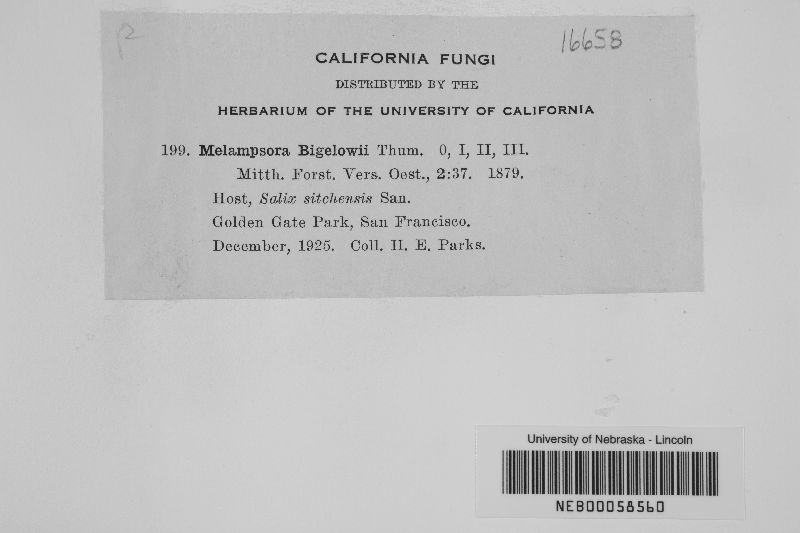 16658
CALIFORNIA FUNGI
DISTRIBUTED BY THE
HERBARIUM OF THE UNIVERSITY OF CALIFORNIA
199. Melampsora Bigelowii Thum. 0, I, II, III.
Mitth. Forst. Vers. Oest., 2:37. 1879.
Host, Salix sitchensis San.
Golden Gate Park, San Francisco.
December, 1925. Coll. H. E. Parks.
University of Nebraska - Lincoln
NEB00058560